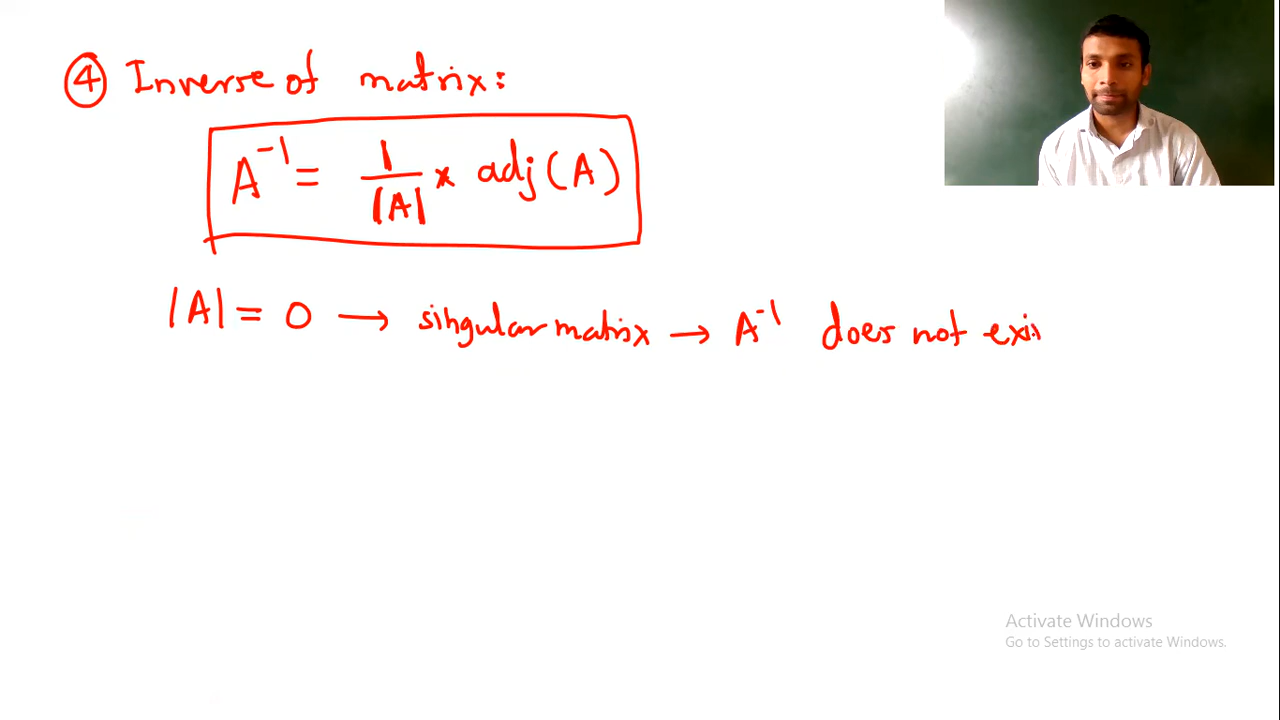 ④ Inverse of matrix:
A⁻¹ = 1/|A| × adj(A)
|A| = 0 → singular matrix → A⁻¹ does not exi
Activate Windows
Go to Settings to activate Windows.